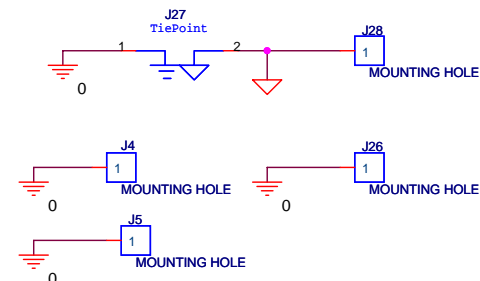 J27
TiePoint
1
2
0
J28
1
MOUNTING HOLE
J4
1
MOUNTING HOLE
0
J26
1
MOUNTING HOLE
0
J5
1
MOUNTING HOLE
0